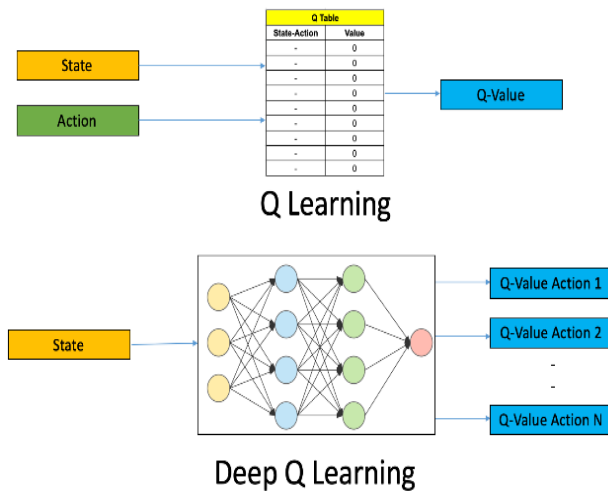 Q Table
State-Action Value
- 0
- 0
- 0
- 0
- 0
- 0
- 0
- 0
- 0
State
Action
Q-Value
Q Learning
State
Q-Value Action 1
Q-Value Action 2
-
-
Q-Value Action N
Deep Q Learning